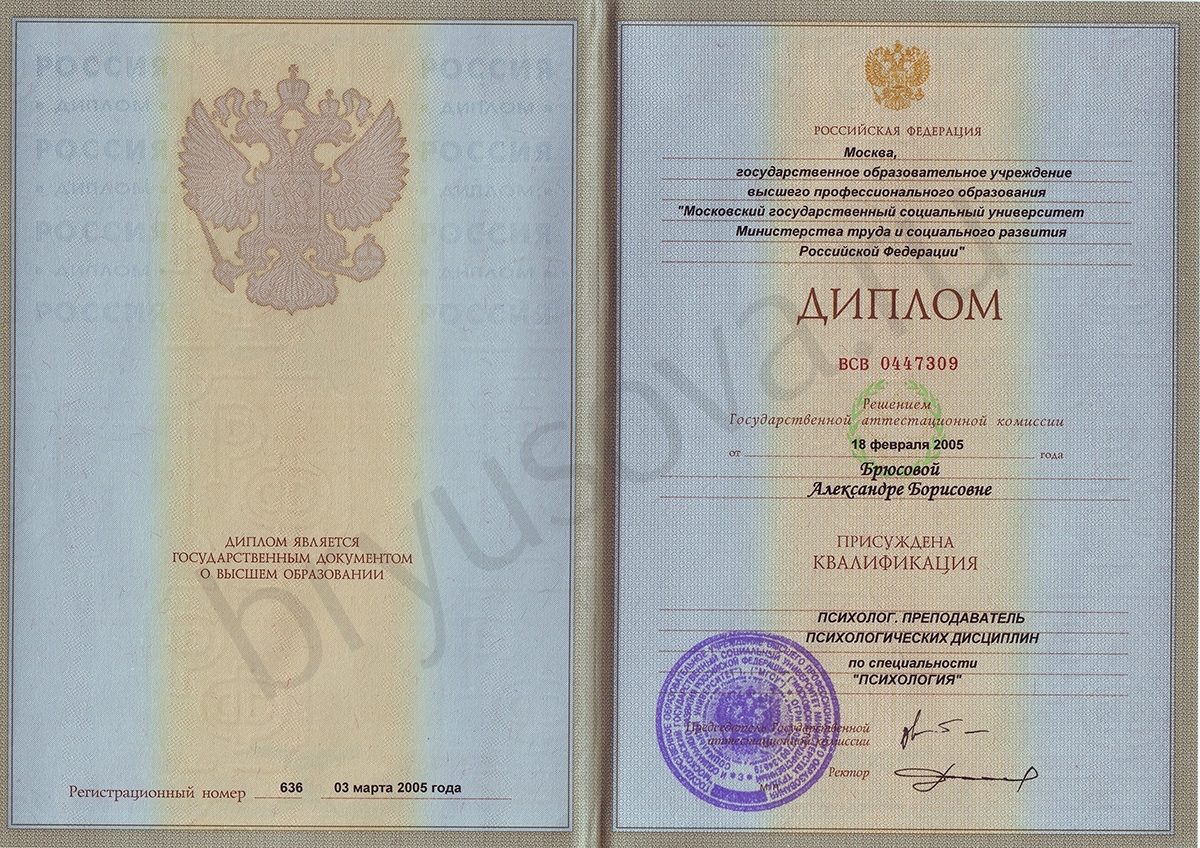 РОССИЯ РОССИЯ
• ДИПЛОМ • • ДИПЛОМ •
РОССИЯ РОССИЯ
• ДИПЛОМ • • ДИПЛОМ •
РОССИЯ РОССИЯ
• ДИПЛОМ • • ДИПЛОМ •
РОССИЯ РОССИЯ
ДИПЛОМ ЯВЛЯЕТСЯ
ГОСУДАРСТВЕННЫМ ДОКУМЕНТОМ
О ВЫСШЕМ ОБРАЗОВАНИИ
Регистрационный номер 636 03 марта 2005 года
bryusova.ru
РОССИЙСКАЯ ФЕДЕРАЦИЯ
Москва,
государственное образовательное учреждение
высшего профессионального образования
"Московский государственный социальный университет
Министерства труда и социального развития
Российской Федерации"
ДИПЛОМ
ВСВ 0447309
Решением
Государственной аттестационной комиссии
от 18 февраля 2005 года
Брюсовой
Александре Борисовне
ПРИСУЖДЕНА
КВАЛИФИКАЦИЯ
ПСИХОЛОГ. ПРЕПОДАВАТЕЛЬ
ПСИХОЛОГИЧЕСКИХ ДИСЦИПЛИН
по специальности
"ПСИХОЛОГИЯ"
Председатель Государственной
аттестационной комиссии
Ректор